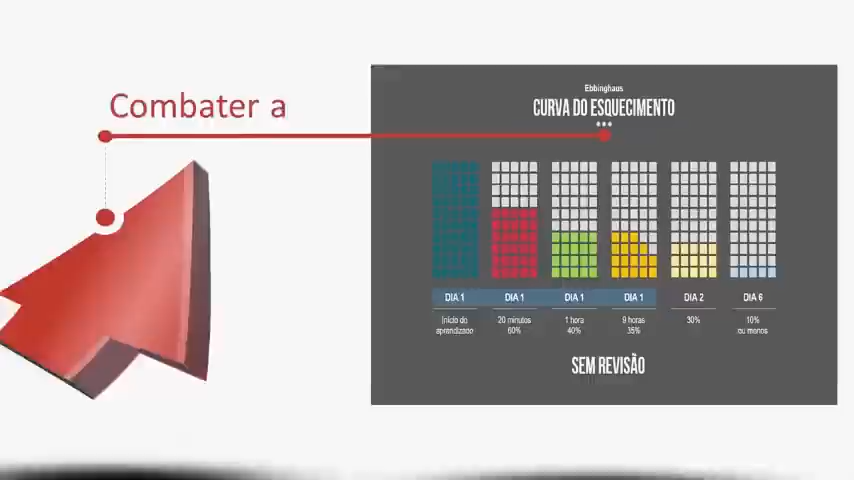 Combater a
Ebbinghaus
CURVA DO ESQUECIMENTO
DIA 1 DIA 1 DIA 1 DIA 1 DIA 2 DIA 6
Início do 20 minutos 1 hora 9 horas 30% 10%
aprendizado 60% 40% 35% ou menos
SEM REVISÃO